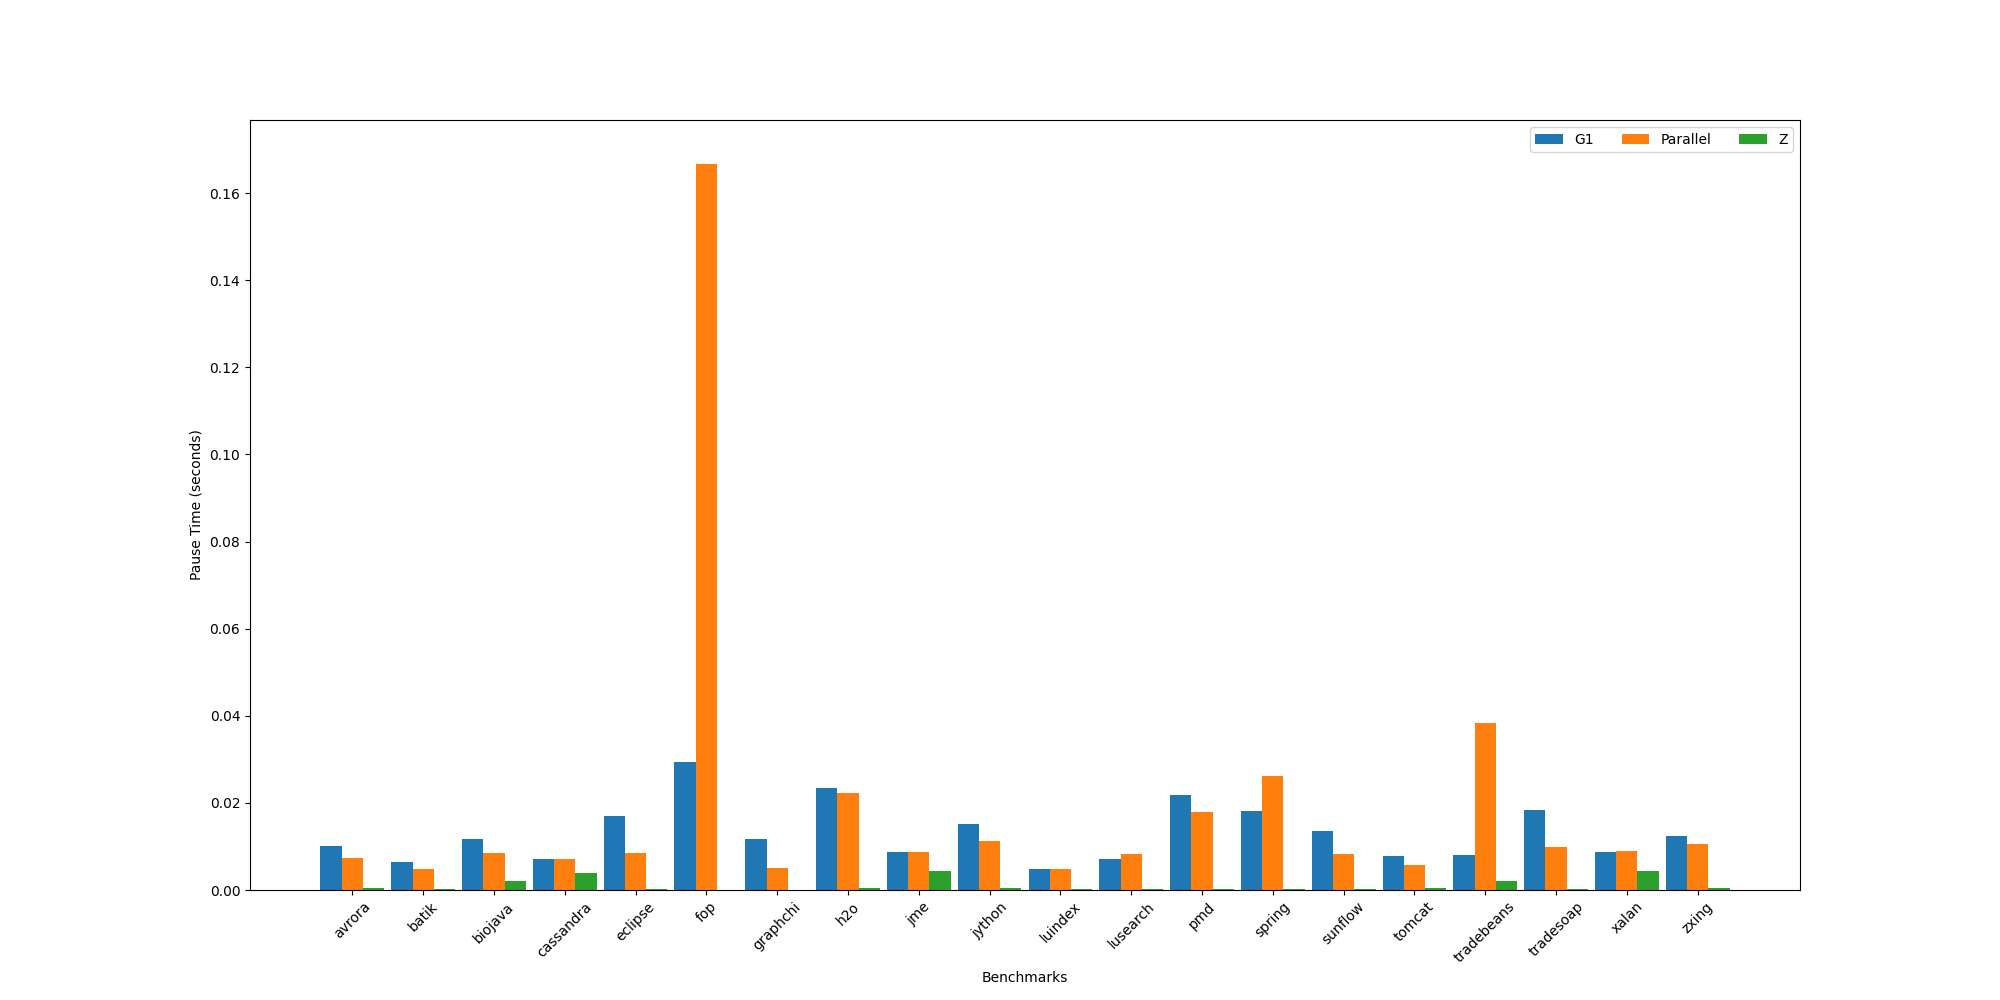 G1 Parallel Z
0.16
0.14
0.12
0.10
0.08
0.06
0.04
0.02
0.00
Pause Time (seconds)
avrora
batik
biojava
cassandra
eclipse
fop
graphchi
h2o
jme
jython
luindex
lusearch
pmd
spring
sunflow
tomcat
tradebeans
tradesoap
xalan
zxing
Benchmarks